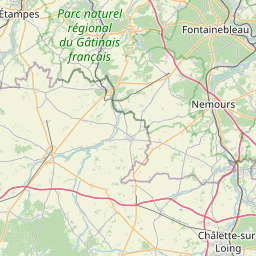 Étampes
Parc naturel
régional
du Gâtinais
français
Fontainebleau
Nemours
Châlette-sur-
Loing